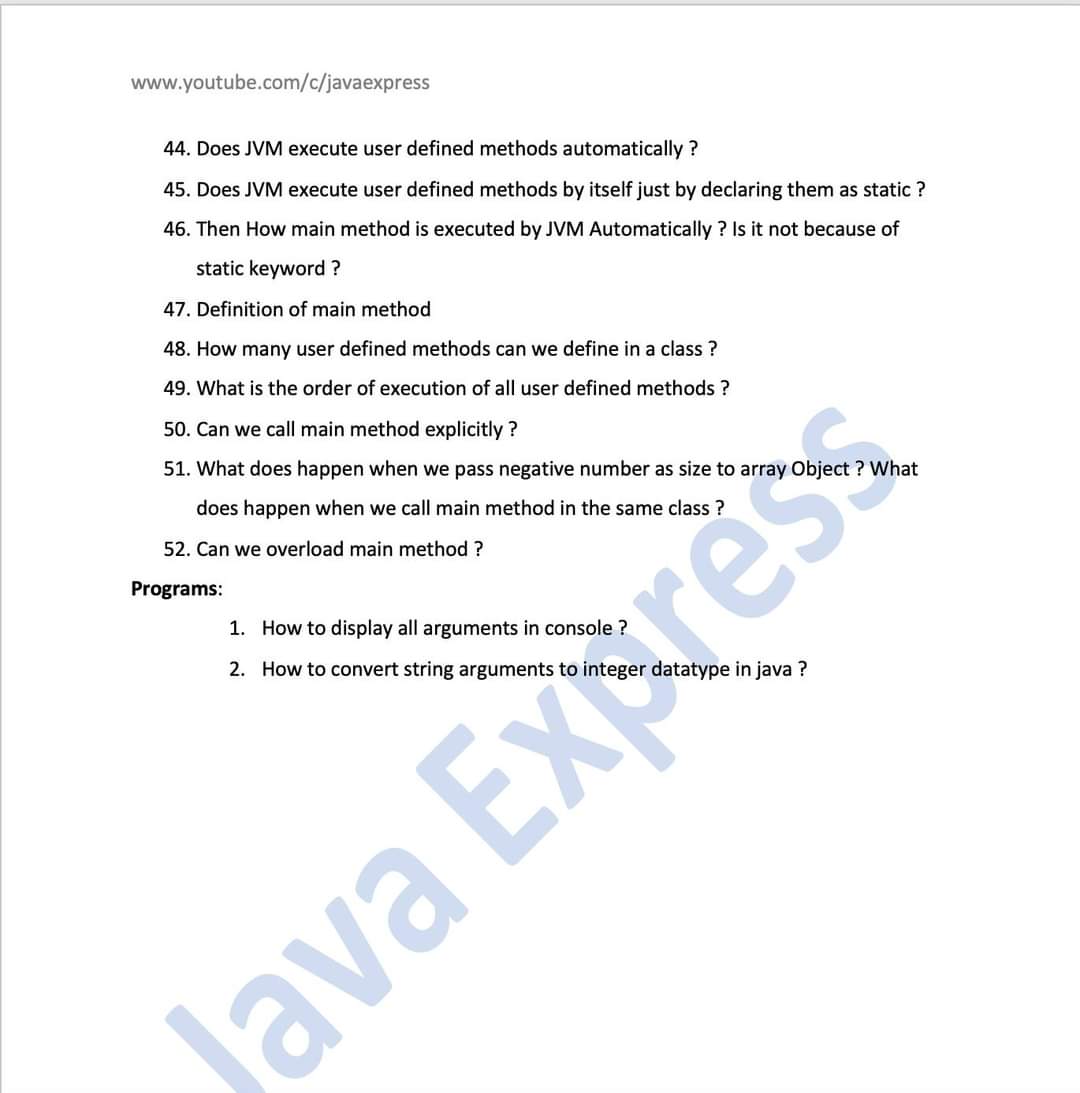 www.youtube.com/c/javaexpress
44. Does JVM execute user defined methods automatically ?
45. Does JVM execute user defined methods by itself just by declaring them as static ?
46. Then How main method is executed by JVM Automatically ? Is it not because of
static keyword ?
47. Definition of main method
48. How many user defined methods can we define in a class ?
49. What is the order of execution of all user defined methods ?
50. Can we call main method explicitly ?
51. What does happen when we pass negative number as size to array Object ? What
does happen when we call main method in the same class ?
52. Can we overload main method ?
Programs:
1. How to display all arguments in console ?
2. How to convert string arguments to integer datatype in java ?
Java Express